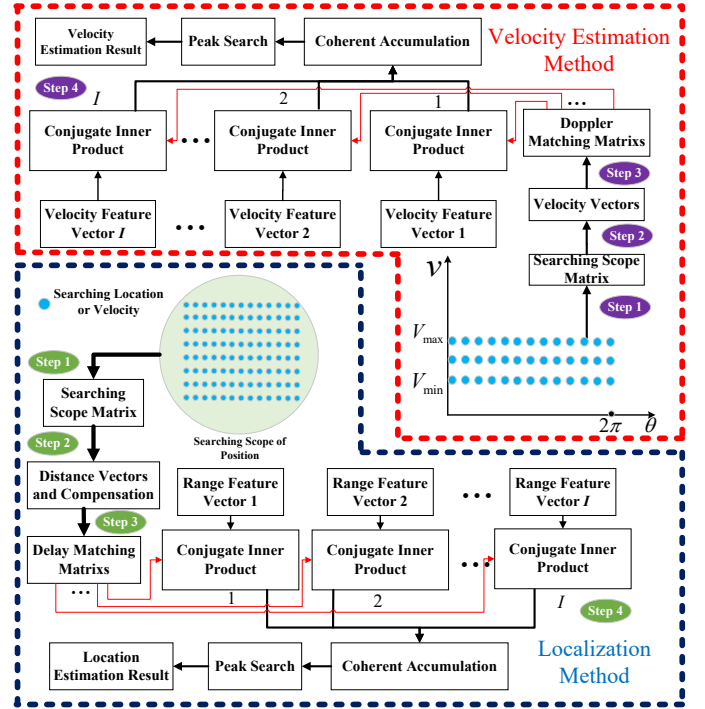 Velocity
Estimation Result
Peak Search
Coherent Accumulation
Velocity Estimation
Method
Step 4
I
2
1
...
Conjugate Inner
Product
...
Conjugate Inner
Product
Conjugate Inner
Product
Doppler
Matching Matrixs
Step 3
Velocity Feature
Vector I
...
Velocity Feature
Vector 2
Velocity Feature
Vector 1
Velocity Vectors
Step 2
Searching Scope
Matrix
Step 1
v
V max
V min
2π
θ
Searching Location
or Velocity
Step 1
Searching
Scope Matrix
Searching Scope of
Position
Step 2
Distance Vectors
and Compensation
Range Feature
Vector 1
Range Feature
Vector 2
...
Range Feature
Vector I
Step 3
Delay Matching
Matrixs
...
Conjugate Inner
Product
Conjugate Inner
Product
...
Conjugate Inner
Product
1
2
I
Step 4
Location
Estimation Result
Peak Search
Coherent Accumulation
Localization
Method